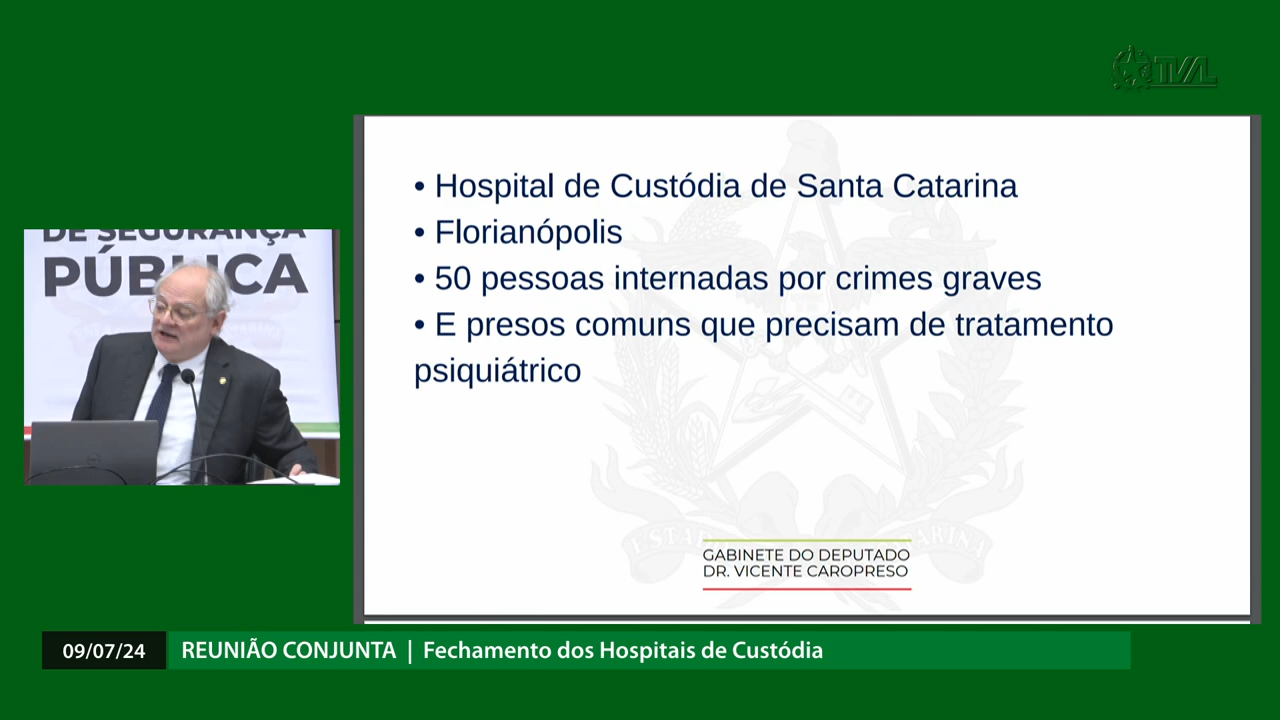 TVAL
DE SEGURANÇA
PÚBLICA
• Hospital de Custódia de Santa Catarina
• Florianópolis
• 50 pessoas internadas por crimes graves
• E presos comuns que precisam de tratamento
psiquiátrico
GABINETE DO DEPUTADO
DR. VICENTE CAROPRESO
09/07/24
REUNIÃO CONJUNTA | Fechamento dos Hospitais de Custódia